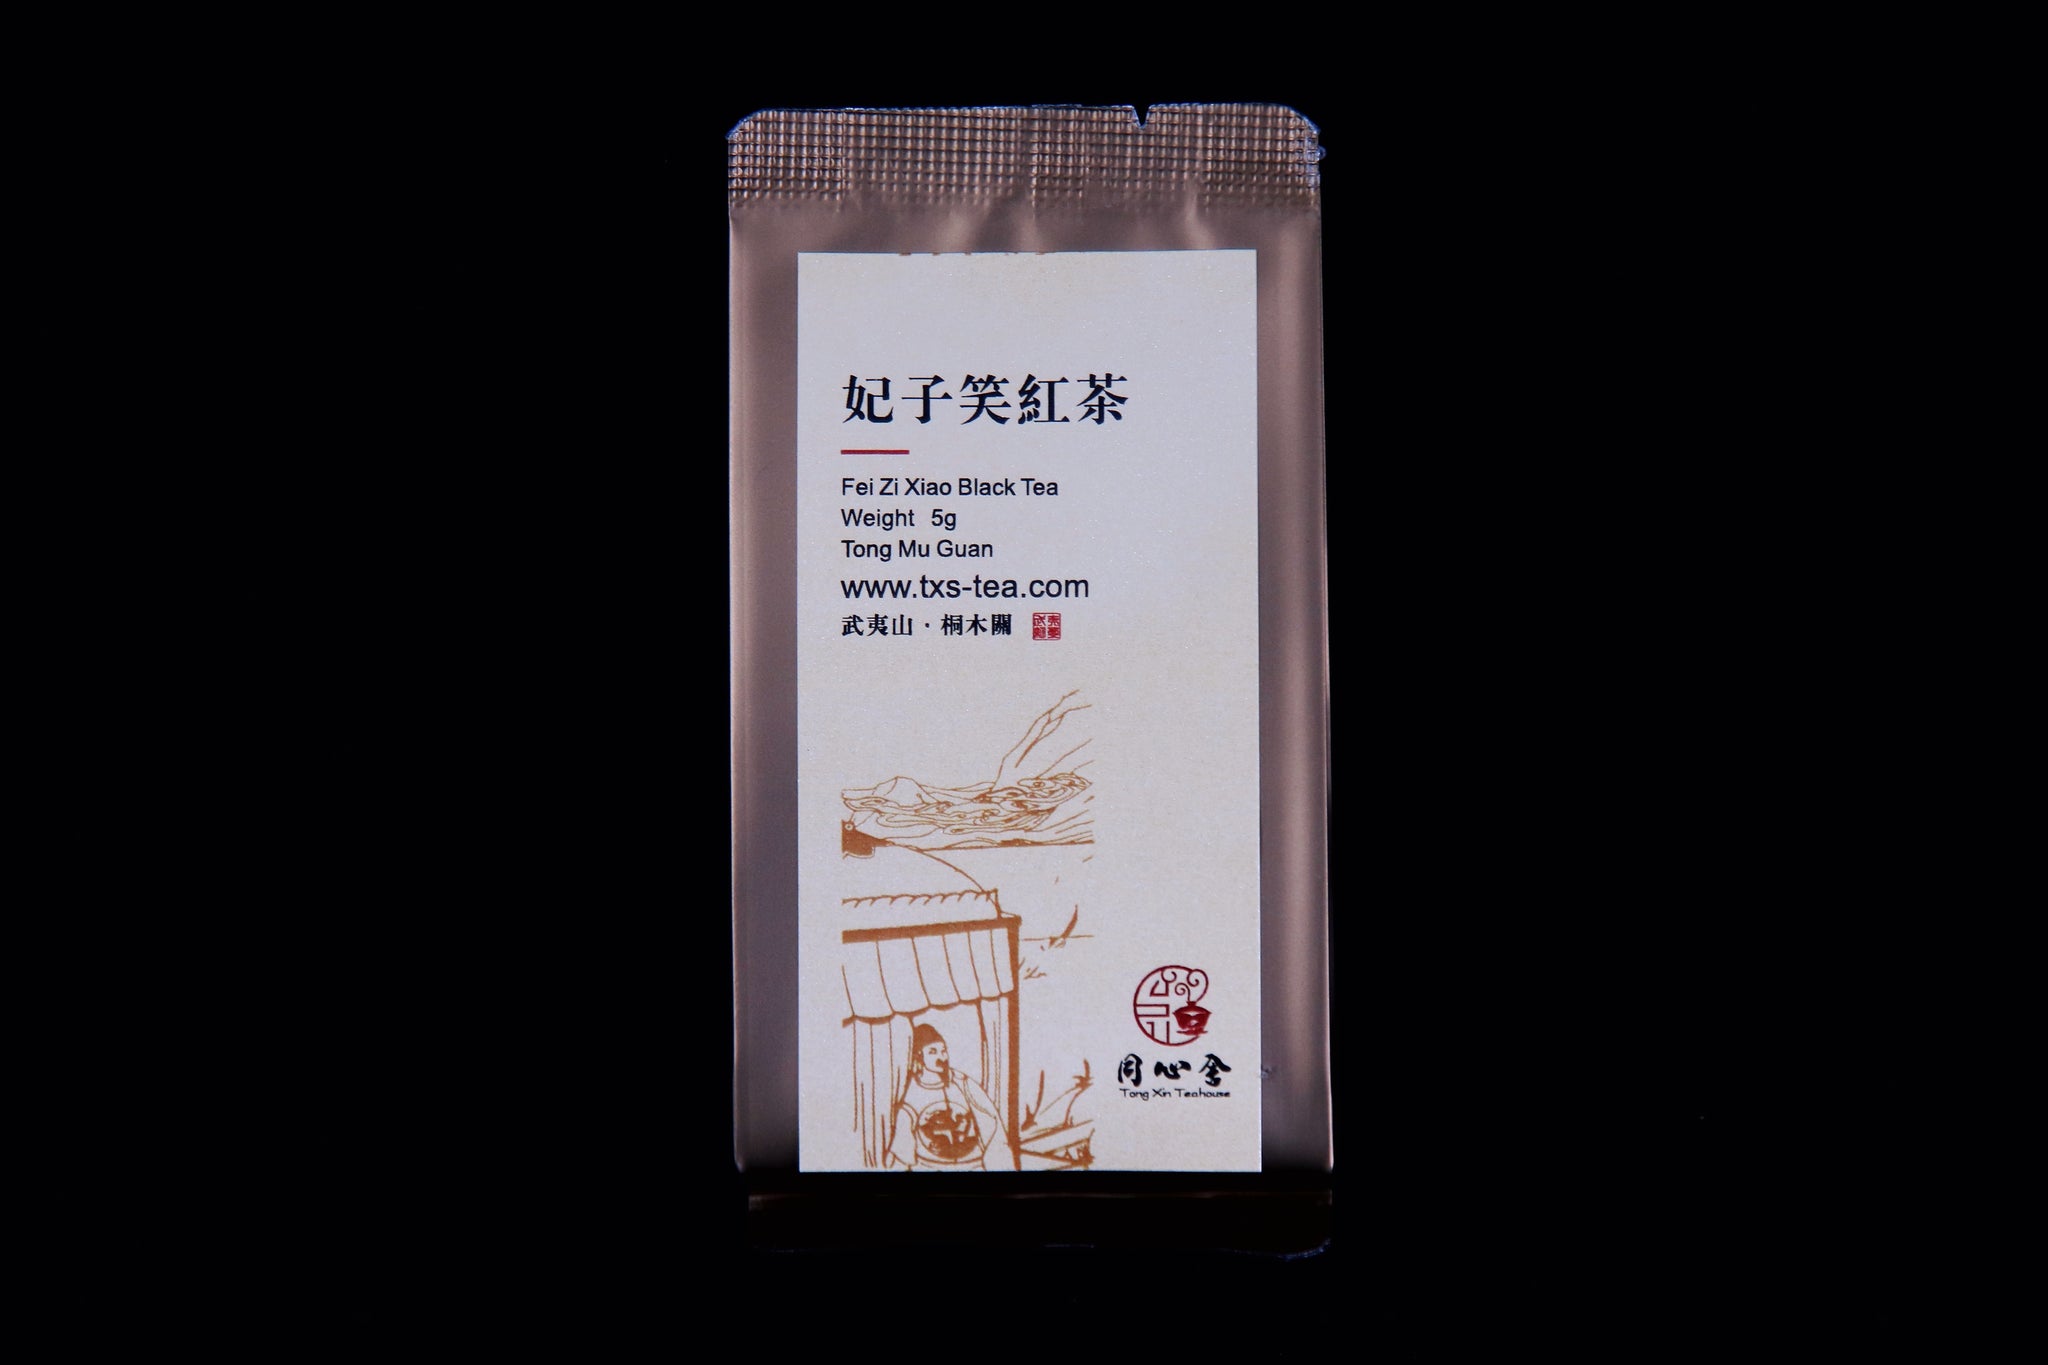 妃子笑紅茶
Fei Zi Xiao Black Tea
Weight 5g
Tong Mu Guan
www.txs-tea.com
武夷山·桐木關
同心舍
Tong Xin Teahouse